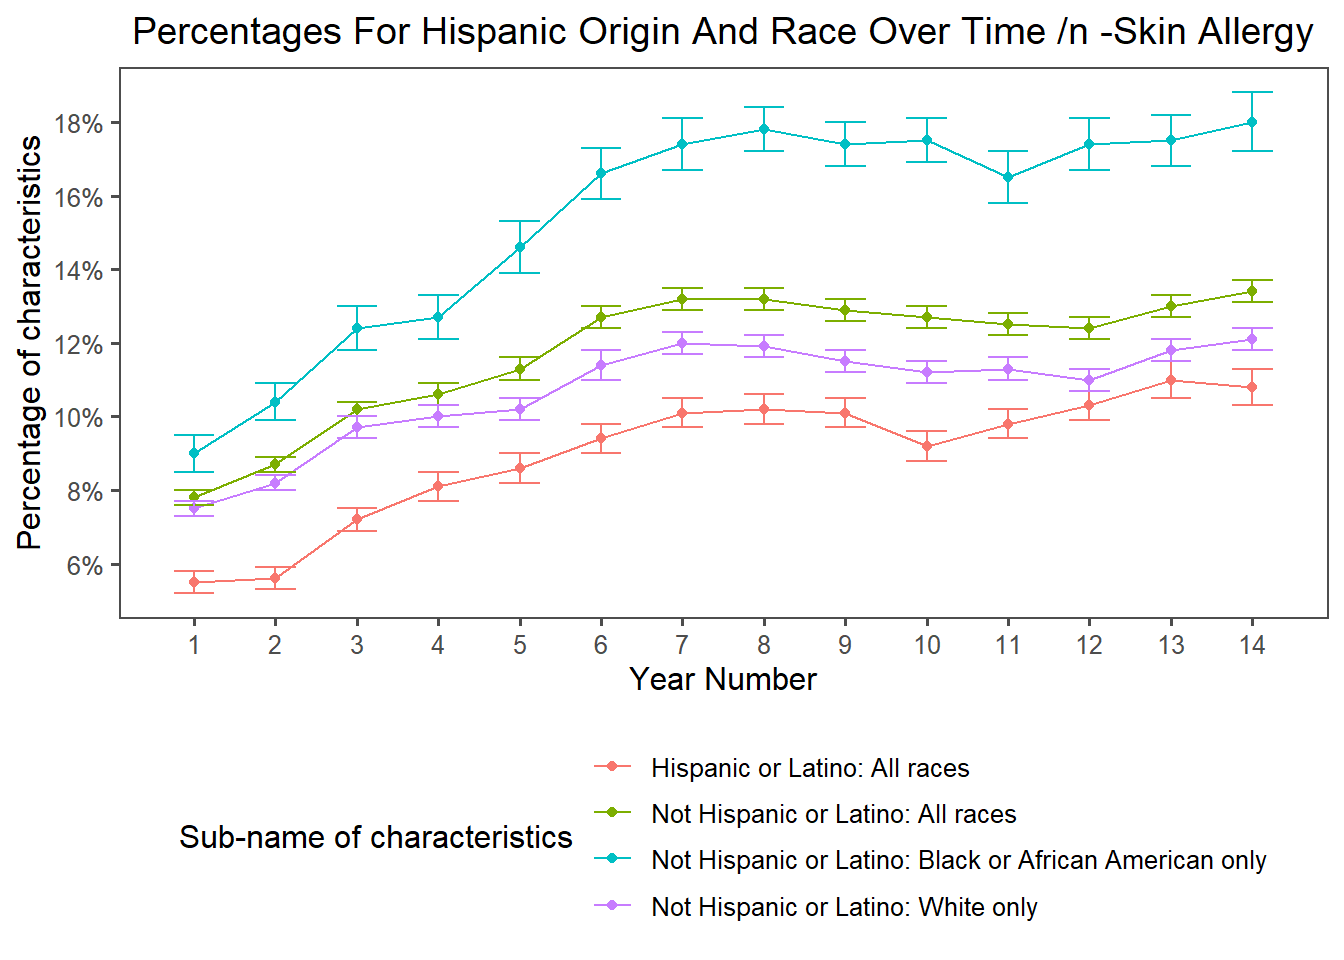 Percentages For Hispanic Origin And Race Over Time /n -Skin Allergy
Percentage of characteristics
18%
16%
14%
12%
10%
8%
6%
1 2 3 4 5 6 7 8 9 10 11 12 13 14
Year Number
Sub-name of characteristics
Hispanic or Latino: All races
Not Hispanic or Latino: All races
Not Hispanic or Latino: Black or African American only
Not Hispanic or Latino: White only